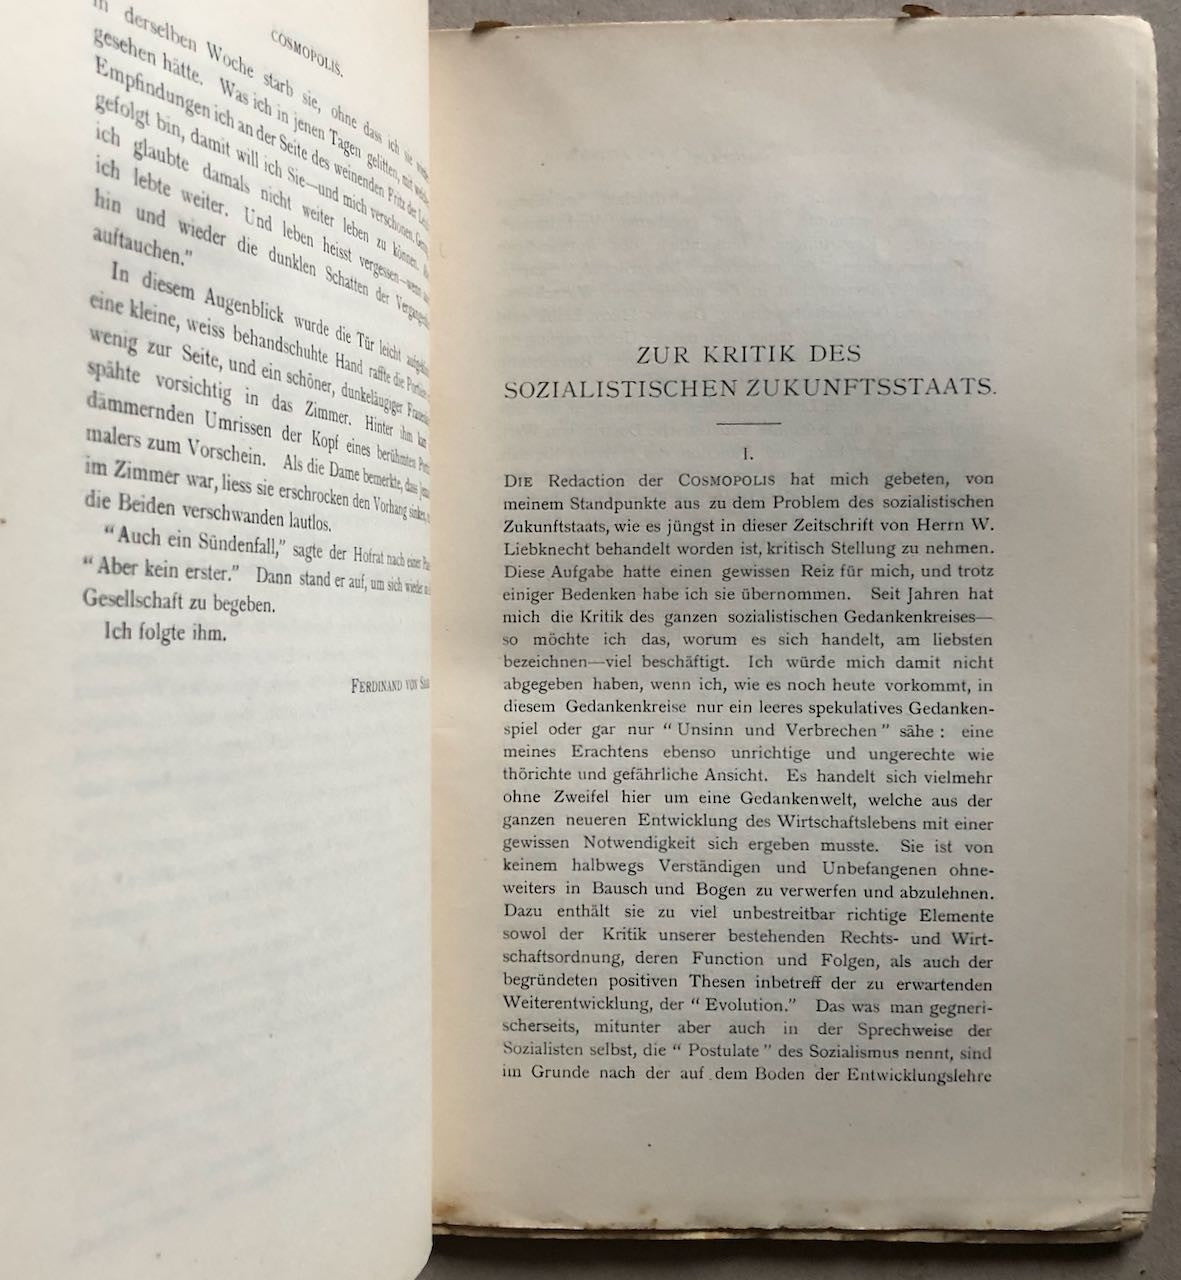 COSMOPOLIS.
in derselben Woche starb sie, ohne dass ich sie
gesehen hätte. Was ich in jenen Tagen gelitten, mit
Empfindungen ich an der Seite des weinenden Fritz der
gefolgt bin, damit will ich Sie—und mich verschonen.
ich glaubte damals nicht weiter leben zu können.
ich lebte weiter. Und leben heisst vergessen—wenn
hin und wieder die dunklen Schatten der
auftauchen."
In diesem Augenblick wurde die Tür leicht
eine kleine, weiss behandschuhte Hand raffte die
wenig zur Seite, und ein schöner, dunkeläugiger
spähte vorsichtig in das Zimmer. Hinter ihm kam
dämmernden Umrissen der Kopf eines berühmten
malers zum Vorschein. Als die Dame bemerkte, dass
im Zimmer war, liess sie erschrocken den Vorhang sinken,
die Beiden verschwanden lautlos.
"Auch ein Sündenfall," sagte der Hofrat nach einer
"Aber kein erster." Dann stand er auf, um sich wieder
Gesellschaft zu begeben.
Ich folgte ihm.
FERDINAND VON
ZUR KRITIK DES
SOZIALISTISCHEN ZUKUNFTSSTAATS.
I.
DIE Redaction der COSMOPOLIS hat mich gebeten, von
meinem Standpunkte aus zu dem Problem des sozialistischen
Zukunftstaats, wie es jüngst in dieser Zeitschrift von Herrn W.
Liebknecht behandelt worden ist, kritisch Stellung zu nehmen.
Diese Aufgabe hatte einen gewissen Reiz für mich, und trotz
einiger Bedenken habe ich sie übernommen. Seit Jahren hat
mich die Kritik des ganzen sozialistischen Gedankenkreises—
so möchte ich das, worum es sich handelt, am liebsten
bezeichnen—viel beschäftigt. Ich würde mich damit nicht
abgegeben haben, wenn ich, wie es noch heute vorkommt, in
diesem Gedankenkreise nur ein leeres spekulatives Gedanken-
spiel oder gar nur "Unsinn und Verbrechen" sähe: eine
meines Erachtens ebenso unrichtige und ungerechte wie
thörichte und gefährliche Ansicht. Es handelt sich vielmehr
ohne Zweifel hier um eine Gedankenwelt, welche aus der
ganzen neueren Entwicklung des Wirtschaftslebens mit einer
gewissen Notwendigkeit sich ergeben musste. Sie ist von
keinem halbwegs Verständigen und Unbefangenen ohne-
weiters in Bausch und Bogen zu verwerfen und abzulehnen.
Dazu enthält sie zu viel unbestreitbar richtige Elemente
sowol der Kritik unserer bestehenden Rechts- und Wirt-
schaftsordnung, deren Function und Folgen, als auch der
begründeten positiven Thesen inbetreff der zu erwartenden
Weiterentwicklung, der "Evolution." Das was man gegneri-
scherseits, mitunter aber auch in der Sprechweise der
Sozialisten selbst, die "Postulate" des Sozialismus nennt, sind
im Grunde nach der auf dem Boden der Entwicklungslehre